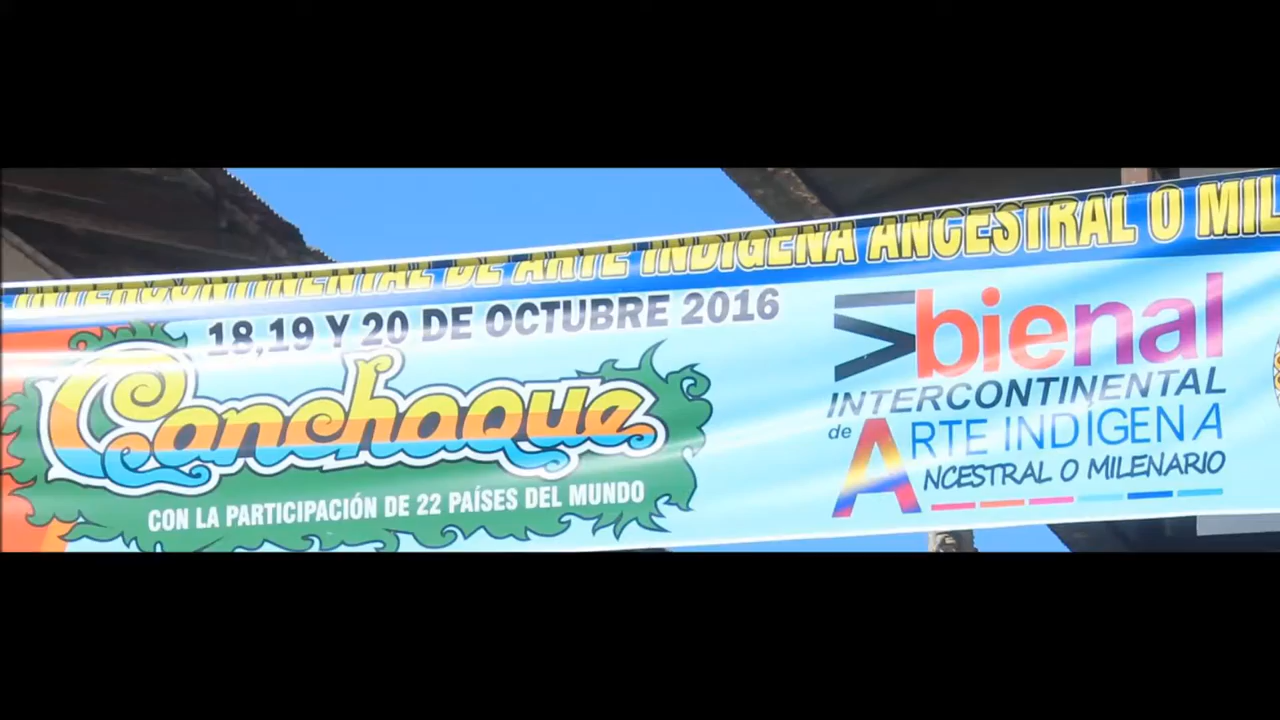 INTERCONTINENTAL DE ARTE INDIGENA ANCESTRAL O MIL
18,19 Y 20 DE OCTUBRE 2016
Canchaque
CON LA PARTICIPACIÓN DE 22 PAÍSES DEL MUNDO
V bienal
INTERCONTINENTAL
de ARTE INDÍGENA
ANCESTRAL O MILENARIO